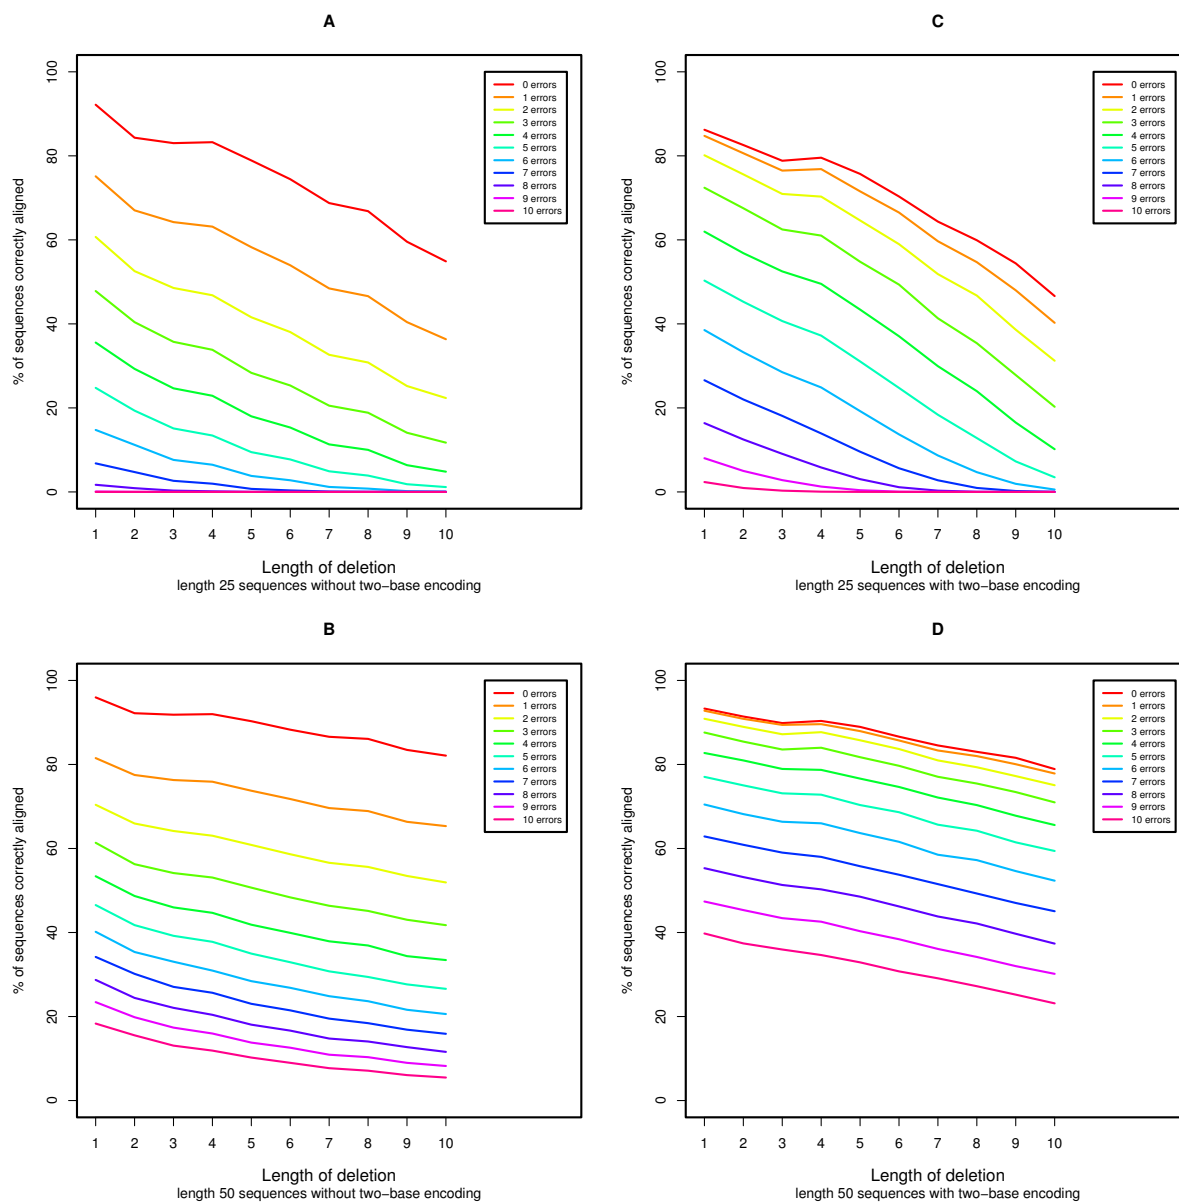 A
% of sequences correctly aligned
100
80
60
40
20
0
0 errors
1 errors
2 errors
3 errors
4 errors
5 errors
6 errors
7 errors
8 errors
9 errors
10 errors
1 2 3 4 5 6 7 8 9 10
Length of deletion
length 25 sequences without two−base encoding
C
% of sequences correctly aligned
100
80
60
40
20
0
0 errors
1 errors
2 errors
3 errors
4 errors
5 errors
6 errors
7 errors
8 errors
9 errors
10 errors
1 2 3 4 5 6 7 8 9 10
Length of deletion
length 25 sequences with two−base encoding
B
% of sequences correctly aligned
100
80
60
40
20
0
0 errors
1 errors
2 errors
3 errors
4 errors
5 errors
6 errors
7 errors
8 errors
9 errors
10 errors
1 2 3 4 5 6 7 8 9 10
Length of deletion
length 50 sequences without two−base encoding
D
% of sequences correctly aligned
100
80
60
40
20
0
0 errors
1 errors
2 errors
3 errors
4 errors
5 errors
6 errors
7 errors
8 errors
9 errors
10 errors
1 2 3 4 5 6 7 8 9 10
Length of deletion
length 50 sequences with two−base encoding